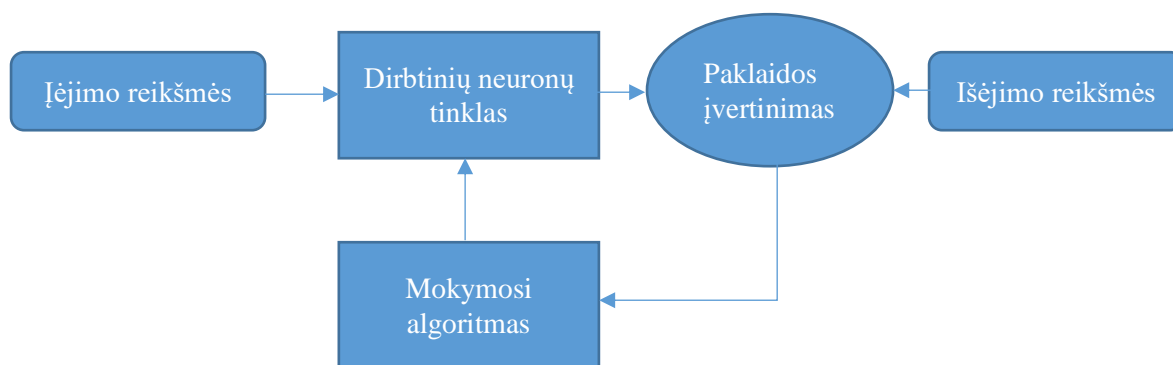 Įėjimo reikšmės
Dirbtinių neuronų
tinklas
Paklaidos
įvertinimas
Išėjimo reikšmės
Mokymosi
algoritmas